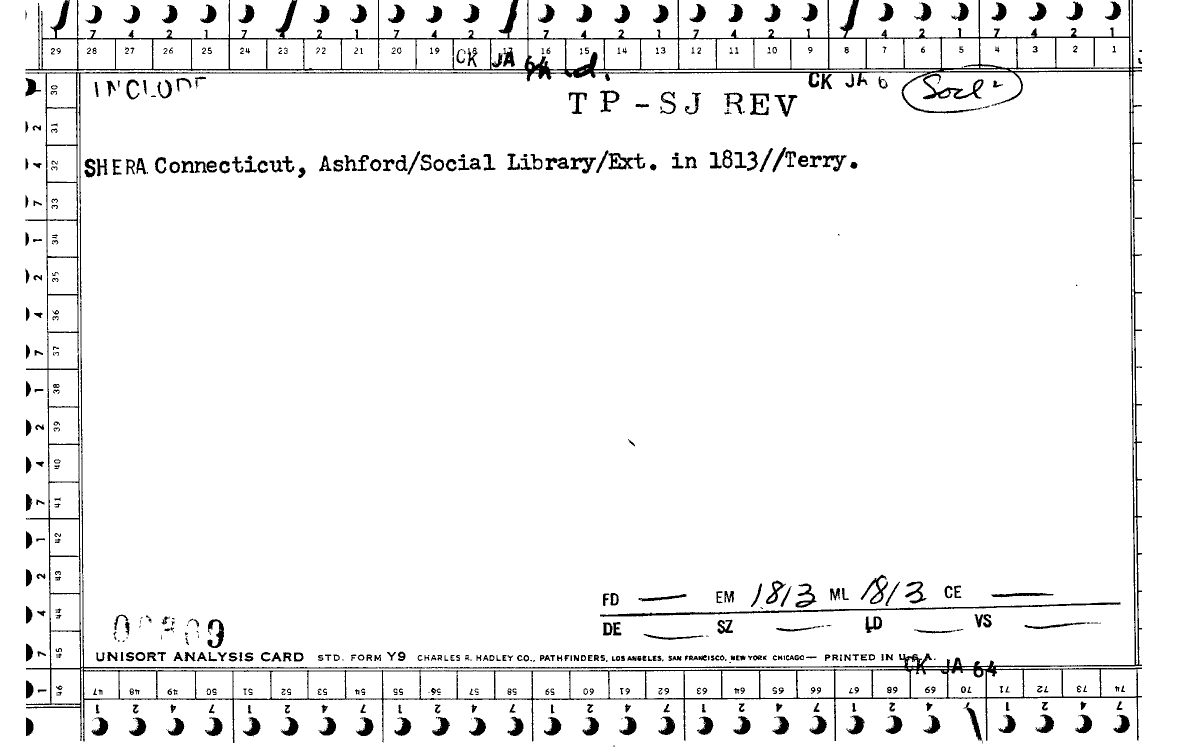 7 4 2 1 7 4 2 1 7 4 2 1 7 4 2 1 7 4 2 1 7 4 2 1
29 28 27 26 25 24 23 22 21 20 19 18 17 16 15 14 13 12 11 10 9 8 7 6 5 4 3 2 1
CK JA 64
CK JA 6
INCLUDE
TP-SJ REV
Socl
SHERA Connecticut, Ashford/Social Library/Ext. in 1813//Terry.
30 31 32 33 34 35 36 37 38 39 40 41 42 43 44 45 46
2 4 7 1 2 4 7 1 2 4 7 1 2 4 7 1
FD — EM 1813 ML 1813 CE —
DE SZ LD VS
UNISORT ANALYSIS CARD STD. FORM Y9 CHARLES R. HADLEY CO., PATHFINDERS, LOS ANGELES, SAN FRANCISCO, NEW YORK CHICAGO— PRINTED IN U.S.A.
CK JA 64
47 48 49 50 51 52 53 54 55 56 57 58 59 60 61 62 63 64 65 66 67 68 69 70 71 72 73 74
1 2 4 7 1 2 4 7 1 2 4 7 1 2 4 7 1 2 4 7 1 2 4 7 1 2 4 7